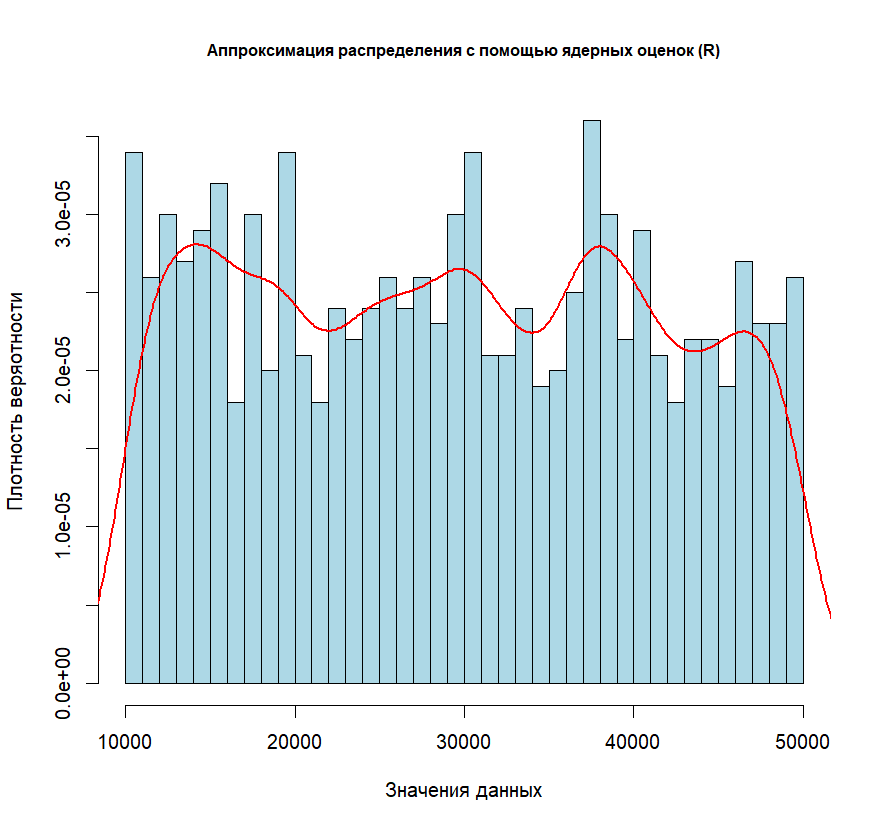 Аппроксимация распределения с помощью ядерных оценок (R)
Плотность веряотности
0.0e+00
1.0e-05
2.0e-05
3.0e-05
10000
20000
30000
40000
50000
Значения данных